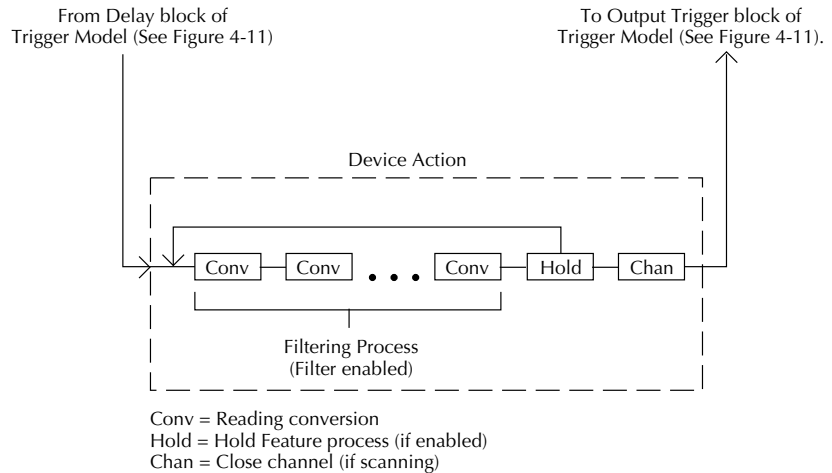 From Delay block of
Trigger Model (See Figure 4-11)
To Output Trigger block of
Trigger Model (See Figure 4-11).
Device Action
Conv
Conv
Conv
Hold
Chan
Filtering Process
(Filter enabled)
Conv = Reading conversion
Hold = Hold Feature process (if enabled)
Chan = Close channel (if scanning)